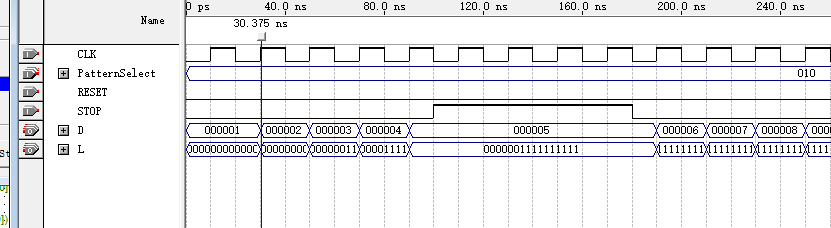 Name
0 ps 40.0 ns 80.0 ns 120.0 ns 160.0 ns 200.0 ns 240.0 ns
30.375 ns
CLK
PatternSelect 010
RESET
STOP
D 000001 000002 000003 000004 000005 000006 000007 000008
L 0000001111111111